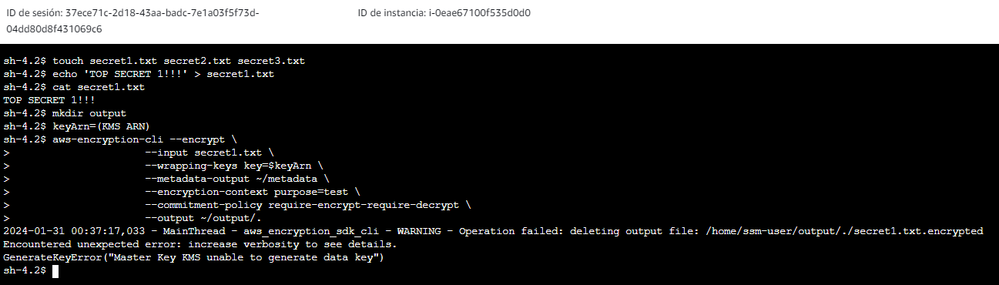 ID de sesión: 37ece71c-2d18-43aa-badc-7e1a03f5f73d-
04dd80d8f431069c6
ID de instancia: i-0eae67100f535d0d0
sh-4.2$ touch secret1.txt secret2.txt secret3.txt
sh-4.2$ echo 'TOP SECRET 1!!!' > secret1.txt
sh-4.2$ cat secret1.txt
TOP SECRET 1!!!
sh-4.2$ mkdir output
sh-4.2$ keyArn=(KMS ARN)
sh-4.2$ aws-encryption-cli --encrypt \
> --input secret1.txt \
> --wrapping-keys key=$keyArn \
> --metadata-output ~/metadata \
> --encryption-context purpose=test \
> --commitment-policy require-encrypt-require-decrypt \
> --output ~/output/.
2024-01-31 00:37:17,033 - MainThread - aws_encryption_sdk_cli - WARNING - Operation failed: deleting output file: /home/ssm-user/output/./secret1.txt.encrypted
Encountered unexpected error: increase verbosity to see details.
GenerateKeyError("Master Key KMS unable to generate data key")
sh-4.2$